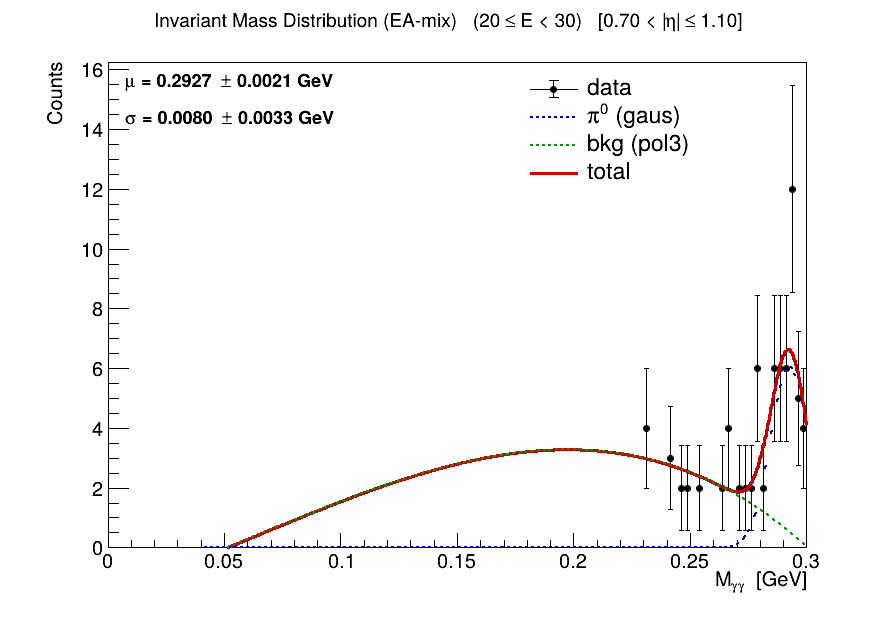 Invariant Mass Distribution (EA-mix) (20 ≤ E < 30) [0.70 < |η| ≤ 1.10]
μ = 0.2927 ± 0.0021 GeV
σ = 0.0080 ± 0.0033 GeV
data
π⁰ (gaus)
bkg (pol3)
total
Counts
16
14
12
10
8
6
4
2
0
0 0.05 0.1 0.15 0.2 0.25 0.3
Mγγ [GeV]